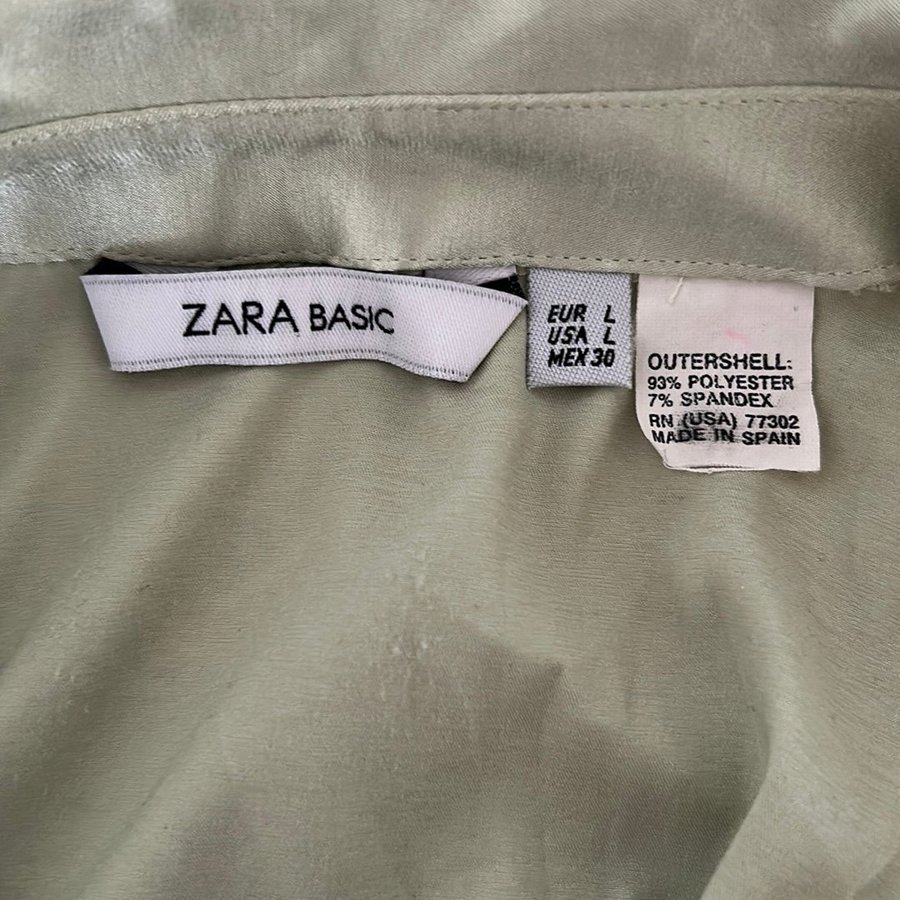 ZARA BASIC
EUR L
USA L
MEX 30
OUTERSHELL:
93% POLYESTER
7% SPANDEX
RN (USA) 77302
MADE IN SPAIN